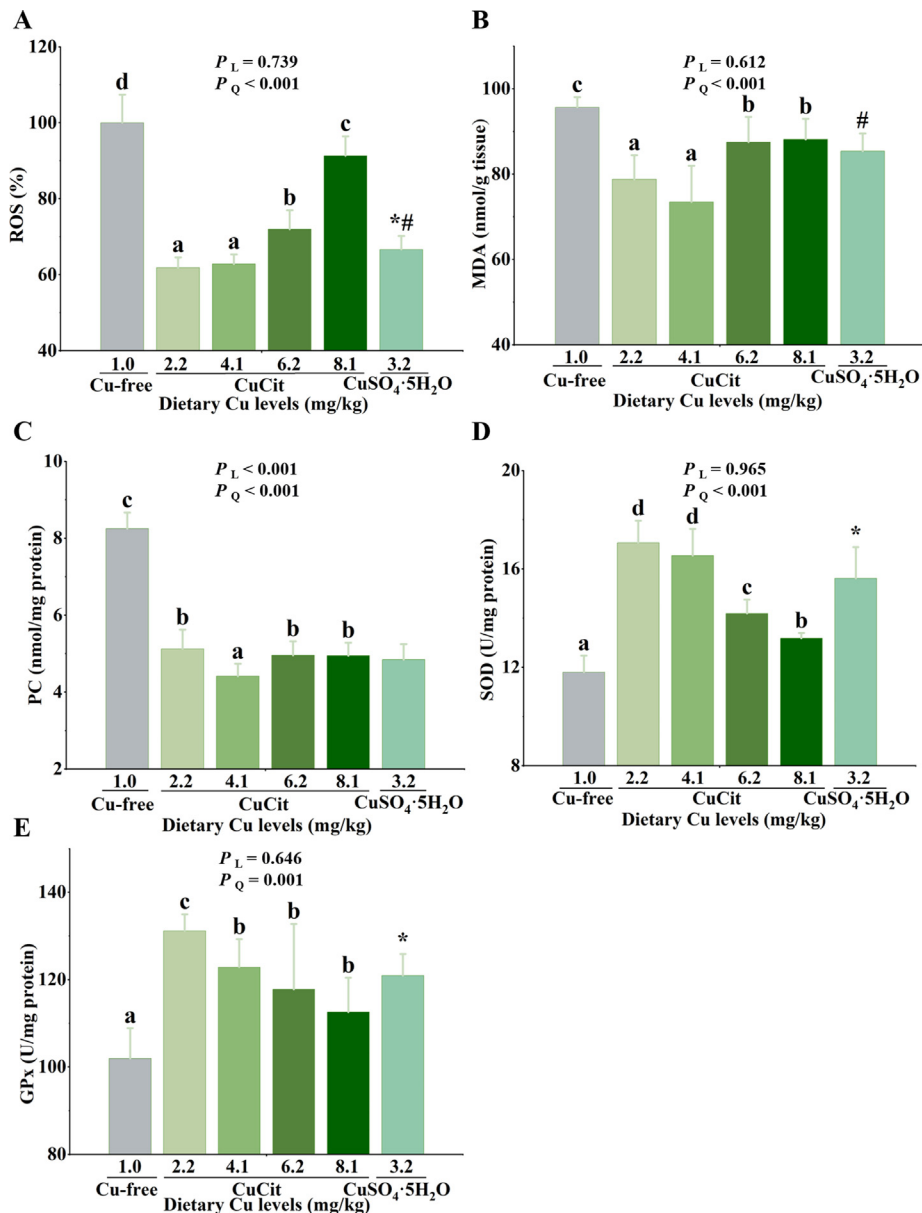 A
P L = 0.739
P Q < 0.001
120
100
80
60
40
ROS (%)
d
a
a
b
c
*#
1.0 2.2 4.1 6.2 8.1 3.2
Cu-free CuCit CuSO₄·5H₂O
Dietary Cu levels (mg/kg)
B
P L = 0.612
P Q < 0.001
100
80
60
40
MDA (nmol/g tissue)
c
a
a
b
b
#
1.0 2.2 4.1 6.2 8.1 3.2
Cu-free CuCit CuSO₄·5H₂O
Dietary Cu levels (mg/kg)
C
P L < 0.001
P Q < 0.001
10
8
6
4
2
PC (nmol/mg protein)
c
b
a
b
b
1.0 2.2 4.1 6.2 8.1 3.2
Cu-free CuCit CuSO₄·5H₂O
Dietary Cu levels (mg/kg)
D
P L = 0.965
P Q < 0.001
20
16
12
8
SOD (U/mg protein)
a
d
d
c
b
*
1.0 2.2 4.1 6.2 8.1 3.2
Cu-free CuCit CuSO₄·5H₂O
Dietary Cu levels (mg/kg)
E
P L = 0.646
P Q = 0.001
140
120
100
80
GPx (U/mg protein)
a
c
b
b
b
*
1.0 2.2 4.1 6.2 8.1 3.2
Cu-free CuCit CuSO₄·5H₂O
Dietary Cu levels (mg/kg)